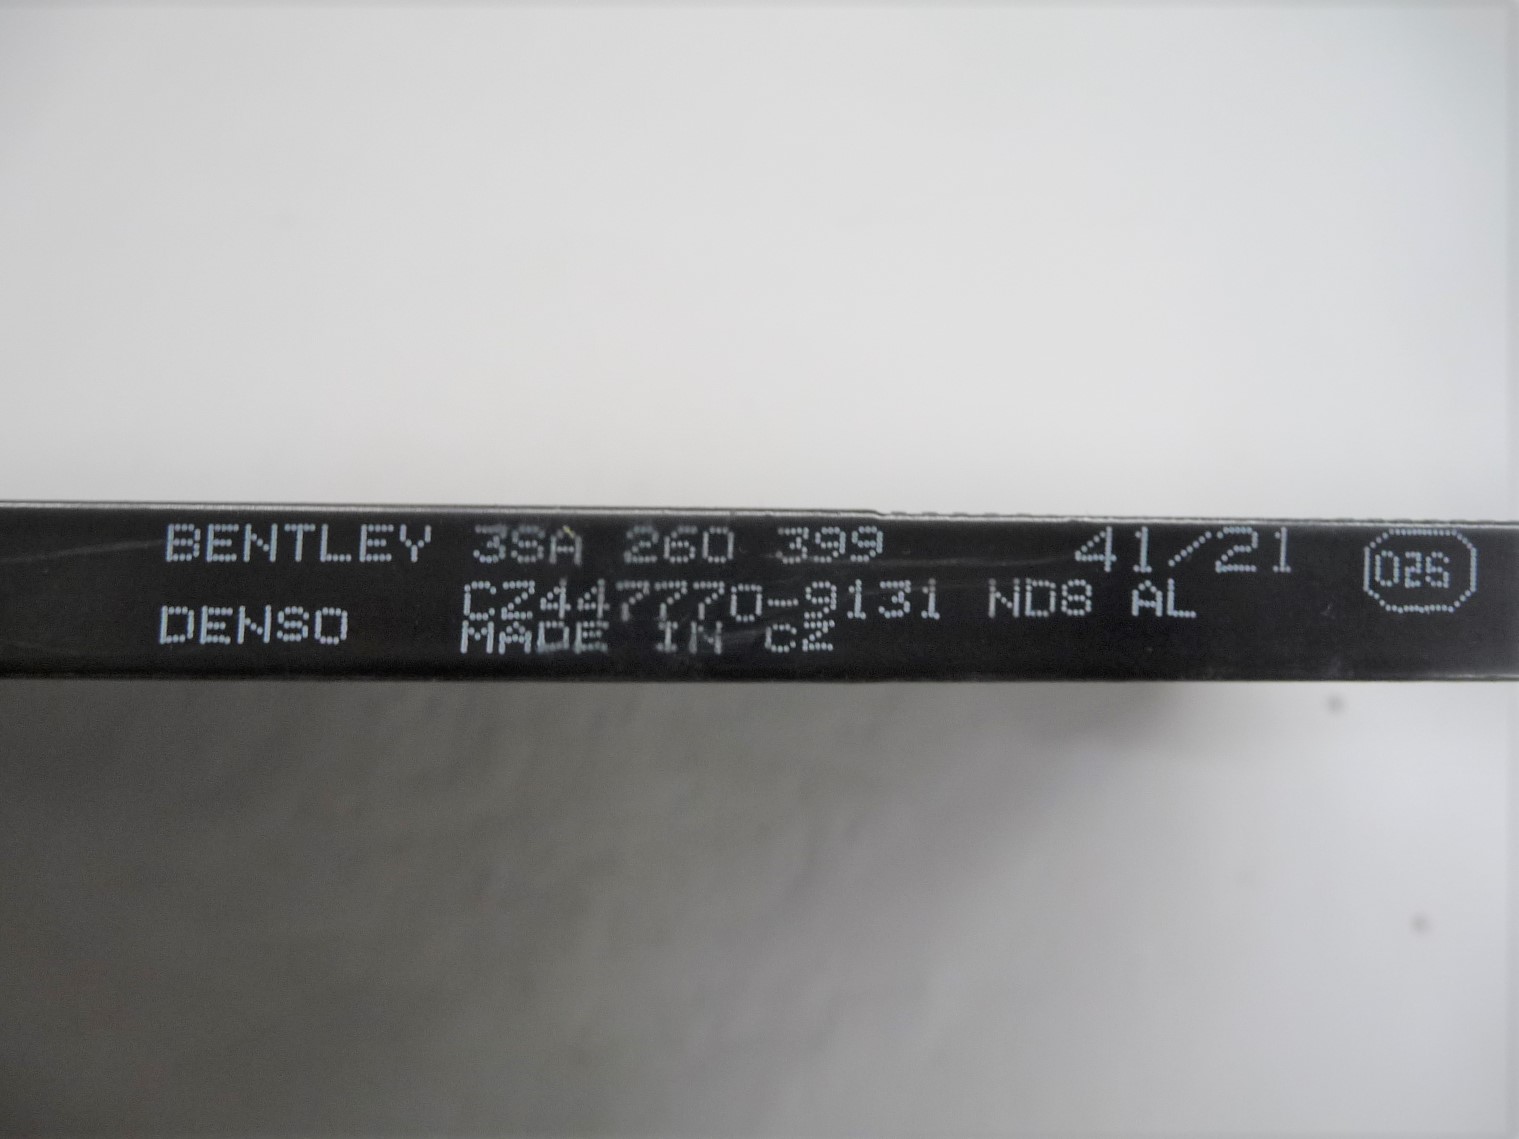 BENTLEY 3SA 260 399 41/21 026
CZ447770-9131 ND8 AL
DENSO MADE IN CZ